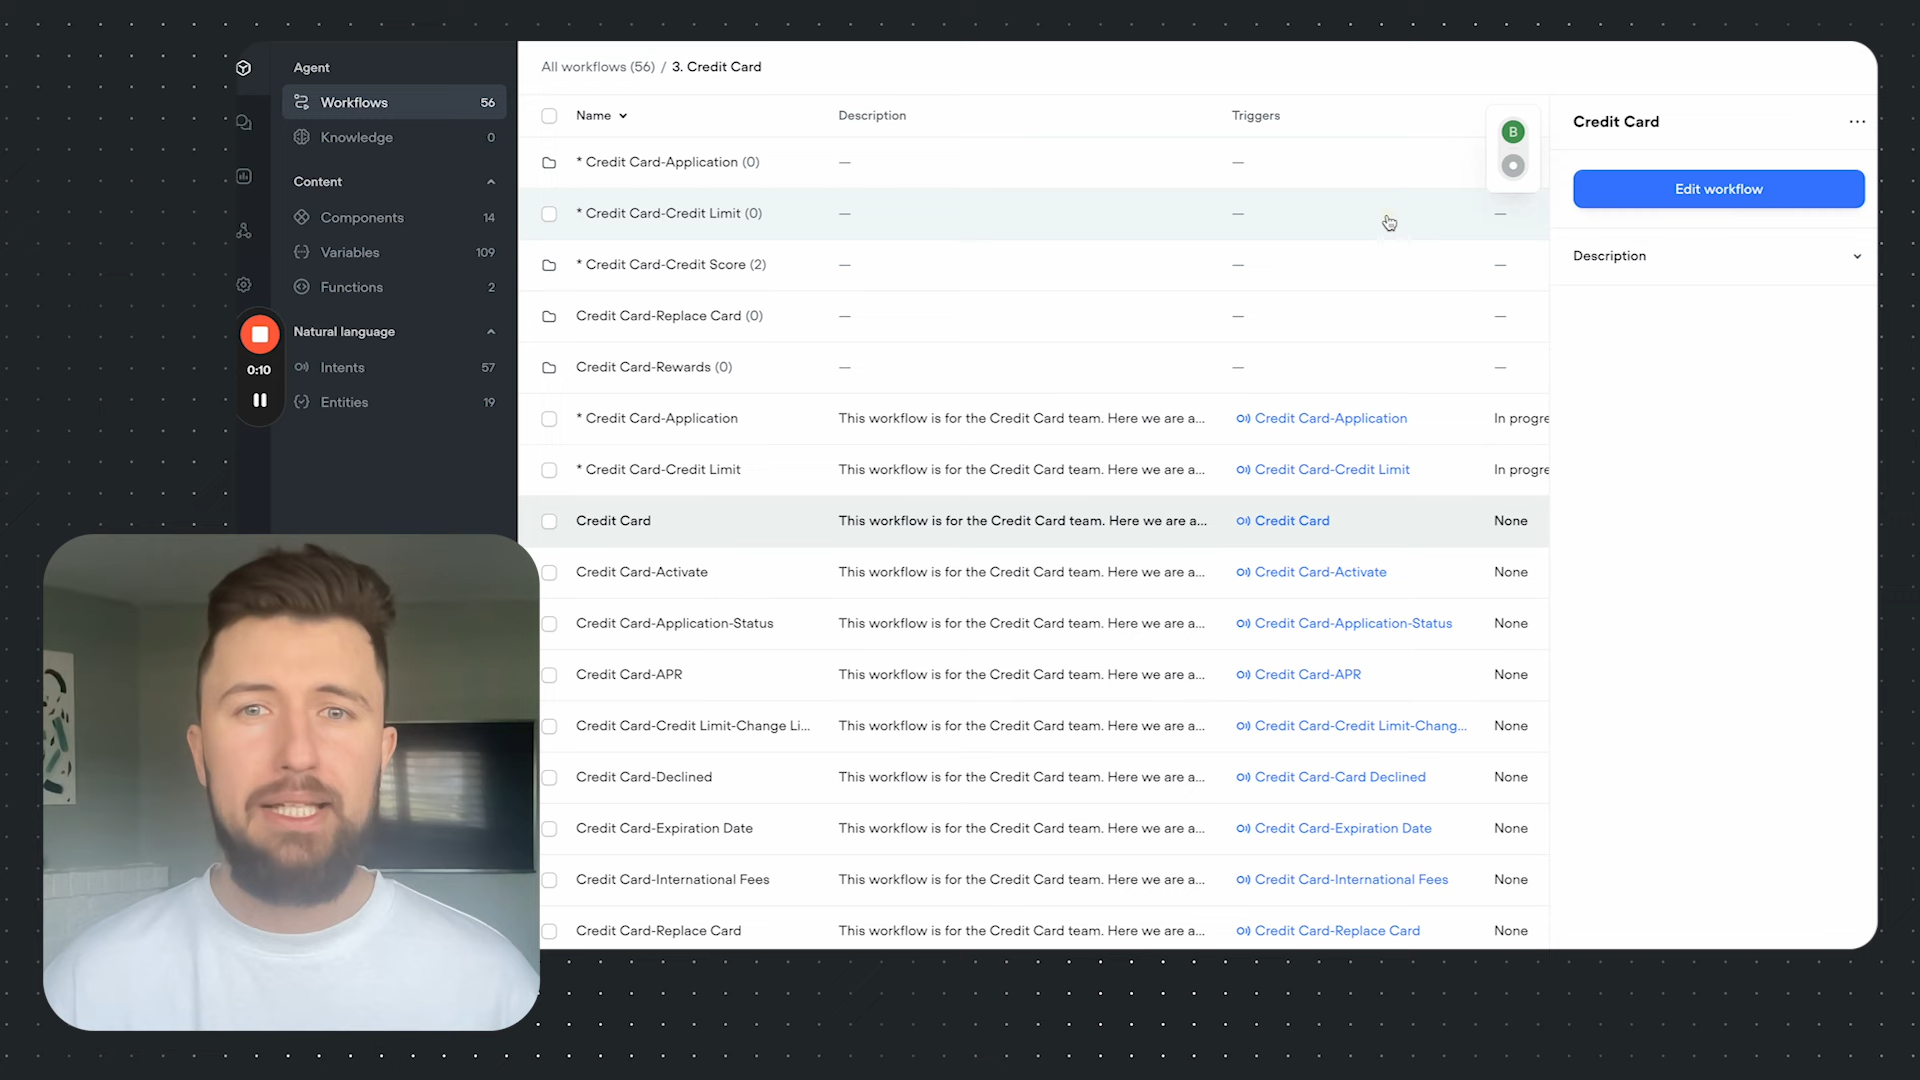 Agent
Workflows 56
Knowledge 0
Content
Components 14
Variables 109
Functions 2
Natural language
Intents 57
Entities 19
0:10
All workflows (56) / 3. Credit Card
Name Description Triggers
* Credit Card-Application (0) — —
* Credit Card-Credit Limit (0) — — —
* Credit Card-Credit Score (2) — — —
Credit Card-Replace Card (0) — — —
Credit Card-Rewards (0) — — —
* Credit Card-Application This workflow is for the Credit Card team. Here we are a... Credit Card-Application In progre
* Credit Card-Credit Limit This workflow is for the Credit Card team. Here we are a... Credit Card-Credit Limit In progre
Credit Card This workflow is for the Credit Card team. Here we are a... Credit Card None
Credit Card-Activate This workflow is for the Credit Card team. Here we are a... Credit Card-Activate None
Credit Card-Application-Status This workflow is for the Credit Card team. Here we are a... Credit Card-Application-Status None
Credit Card-APR This workflow is for the Credit Card team. Here we are a... Credit Card-APR None
Credit Card-Credit Limit-Change Li... This workflow is for the Credit Card team. Here we are a... Credit Card-Credit Limit-Chang... None
Credit Card-Declined This workflow is for the Credit Card team. Here we are a... Credit Card-Card Declined None
Credit Card-Expiration Date This workflow is for the Credit Card team. Here we are a... Credit Card-Expiration Date None
Credit Card-International Fees This workflow is for the Credit Card team. Here we are a... Credit Card-International Fees None
Credit Card-Replace Card This workflow is for the Credit Card team. Here we are a... Credit Card-Replace Card None
B
Credit Card ...
Edit workflow
Description